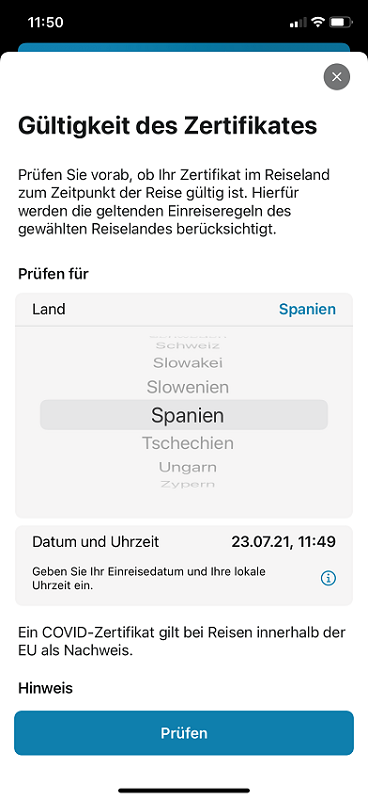 11:50
Gültigkeit des Zertifikates
Prüfen Sie vorab, ob Ihr Zertifikat im Reiseland
zum Zeitpunkt der Reise gültig ist. Hierfür
werden die geltenden Einreiseregeln des
gewählten Reiselandes berücksichtigt.
Prüfen für
Land Spanien
Schweiz
Slowakei
Slowenien
Spanien
Tschechien
Ungarn
Zypern
Datum und Uhrzeit 23.07.21, 11:49
Geben Sie Ihr Einreisedatum und Ihre lokale
Uhrzeit ein.
Ein COVID-Zertifikat gilt bei Reisen innerhalb der
EU als Nachweis.
Hinweis
Prüfen